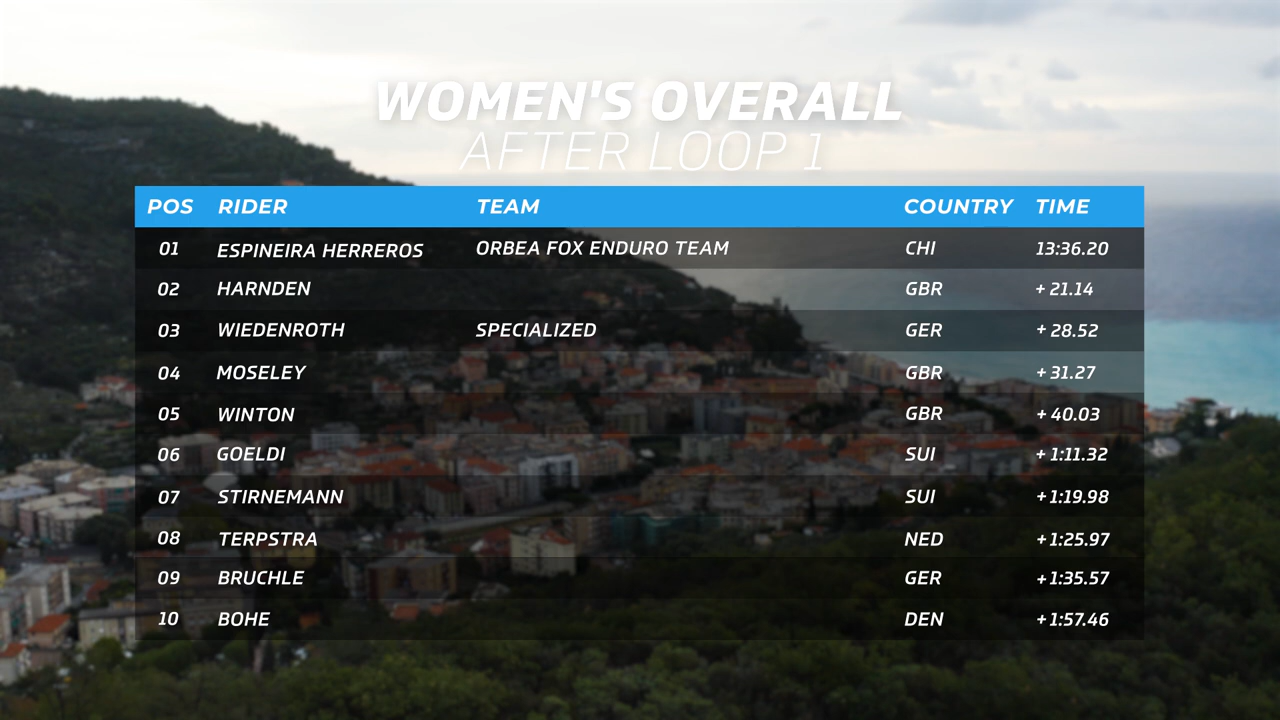 WOMEN'S OVERALL
AFTER LOOP 1
POS RIDER TEAM COUNTRY TIME
01 ESPINEIRA HERREROS ORBEA FOX ENDURO TEAM CHI 13:36.20
02 HARNDEN GBR + 21.14
03 WIEDENROTH SPECIALIZED GER + 28.52
04 MOSELEY GBR + 31.27
05 WINTON GBR + 40.03
06 GOELDI SUI + 1:11.32
07 STIRNEMANN SUI + 1:19.98
08 TERPSTRA NED + 1:25.97
09 BRUCHLE GER + 1:35.57
10 BOHE DEN + 1:57.46